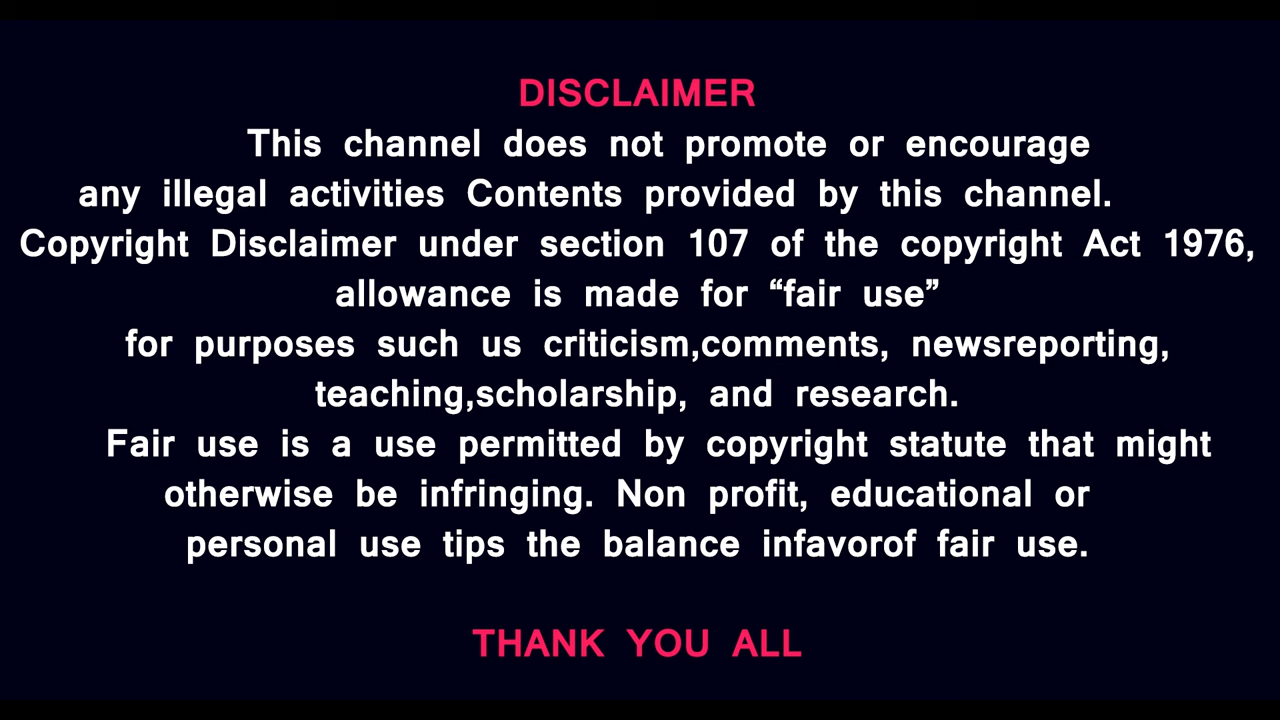 DISCLAIMER
This channel does not promote or encourage
any illegal activities Contents provided by this channel.
Copyright Disclaimer under section 107 of the copyright Act 1976,
allowance is made for “fair use”
for purposes such us criticism,comments, newsreporting,
teaching,scholarship, and research.
Fair use is a use permitted by copyright statute that might
otherwise be infringing. Non profit, educational or
personal use tips the balance infavorof fair use.
THANK YOU ALL